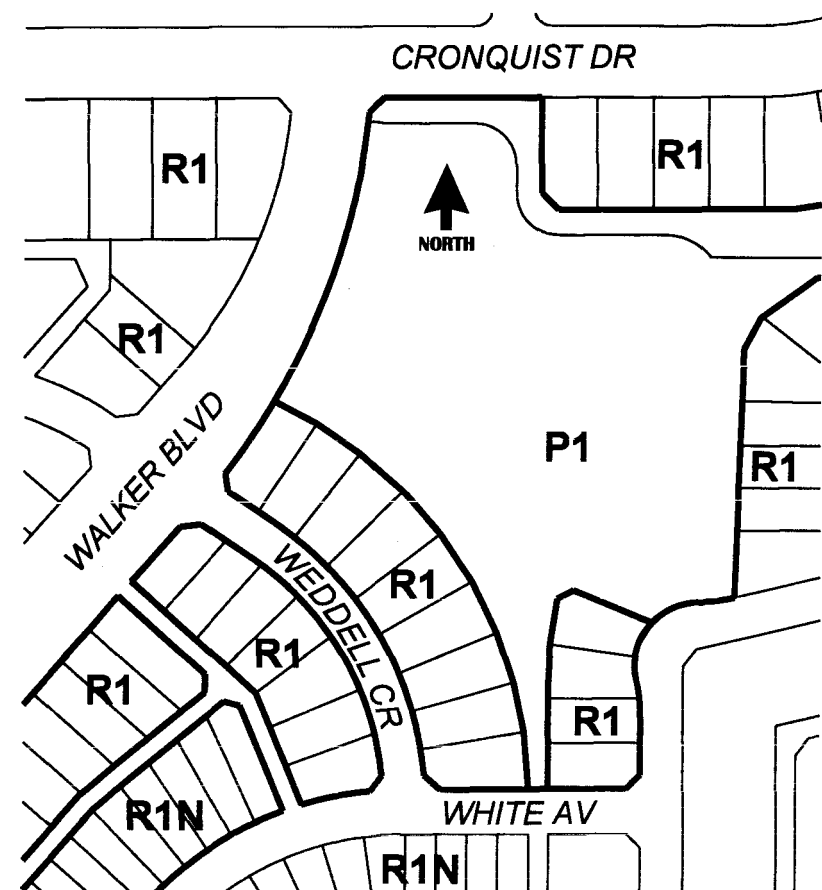 CRONQUIST DR
R1
R1
NORTH
R1
WALKER BLVD
P1
R1
WEDDELL CR
R1
R1
R1
R1
R1N
WHITE AV
R1N